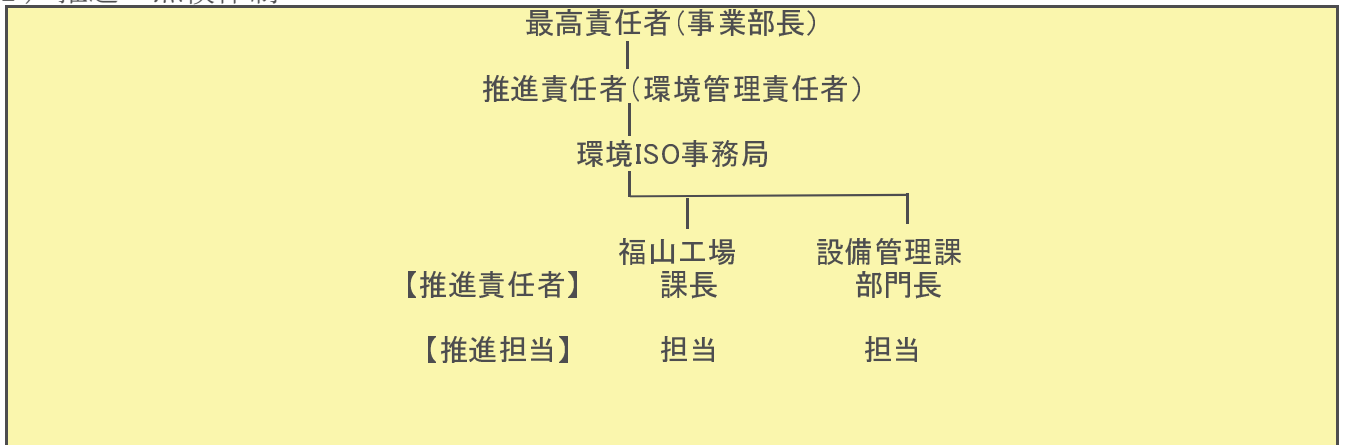 最高責任者(事業部長)
推進責任者(環境管理責任者)
環境ISO事務局
福山工場 設備管理課
【推進責任者】 課長 部門長
【推進担当】 担当 担当